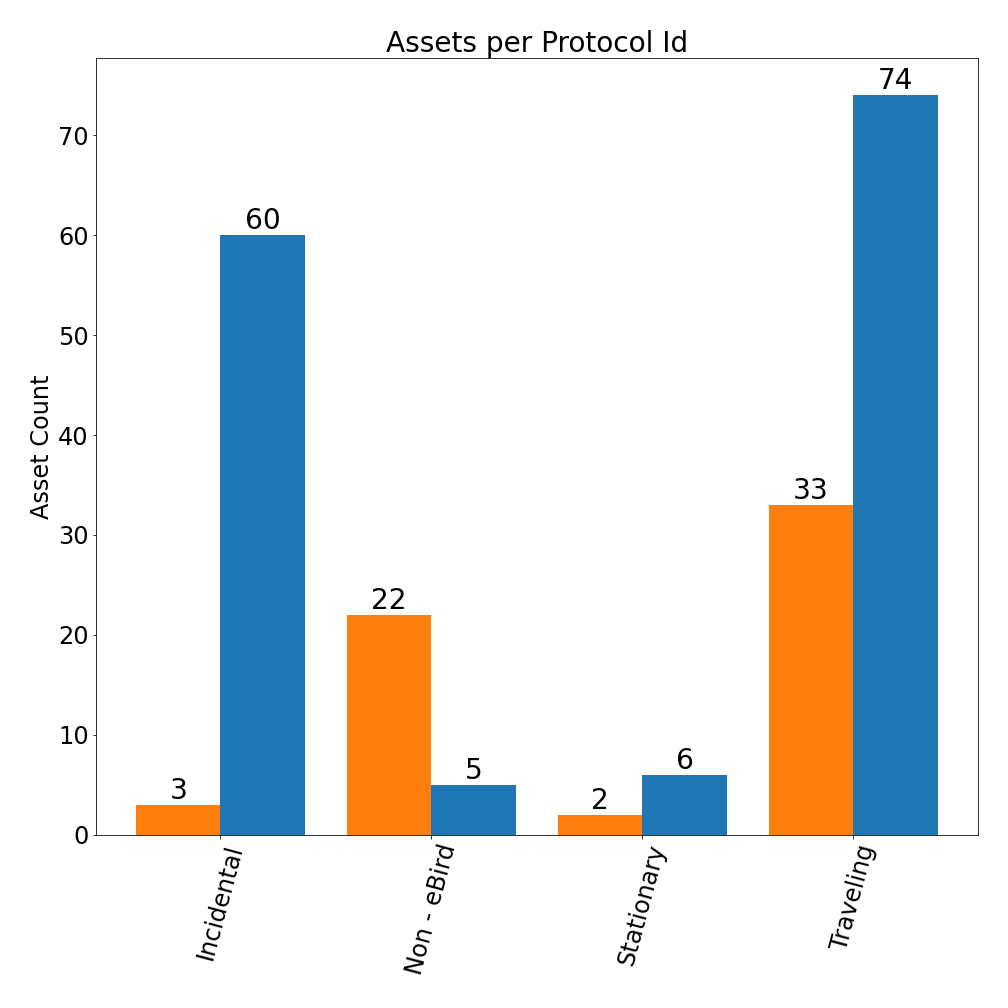 Assets per Protocol Id
Asset Count
70
60
50
40
30
20
10
0
3
60
22
5
2
6
33
74
Incidental
Non - eBird
Stationary
Traveling